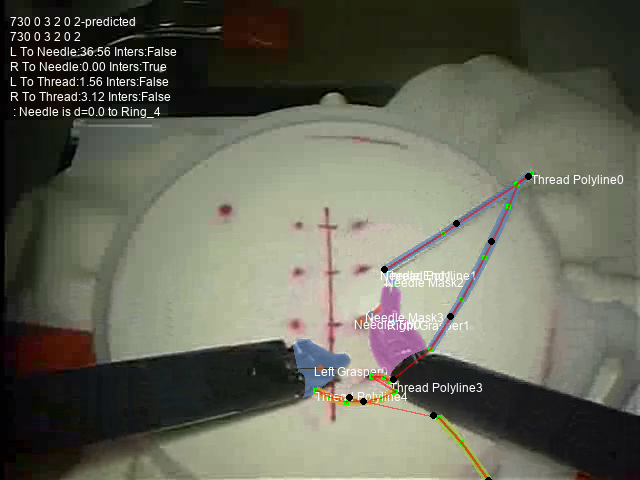 730 0 3 2 0 2-predicted
730 0 3 2 0 2
L To Needle:36.56 Inters:False
R To Needle:0.00 Inters:True
L To Thread:1.56 Inters:False
R To Thread:3.12 Inters:False
: Needle is d=0.0 to Ring_4
Thread Polyline0
Needle Mask2
Needle Mask3
Right Grasper1
Left Grasper0
Thread Polyline3
Thread Polyline4